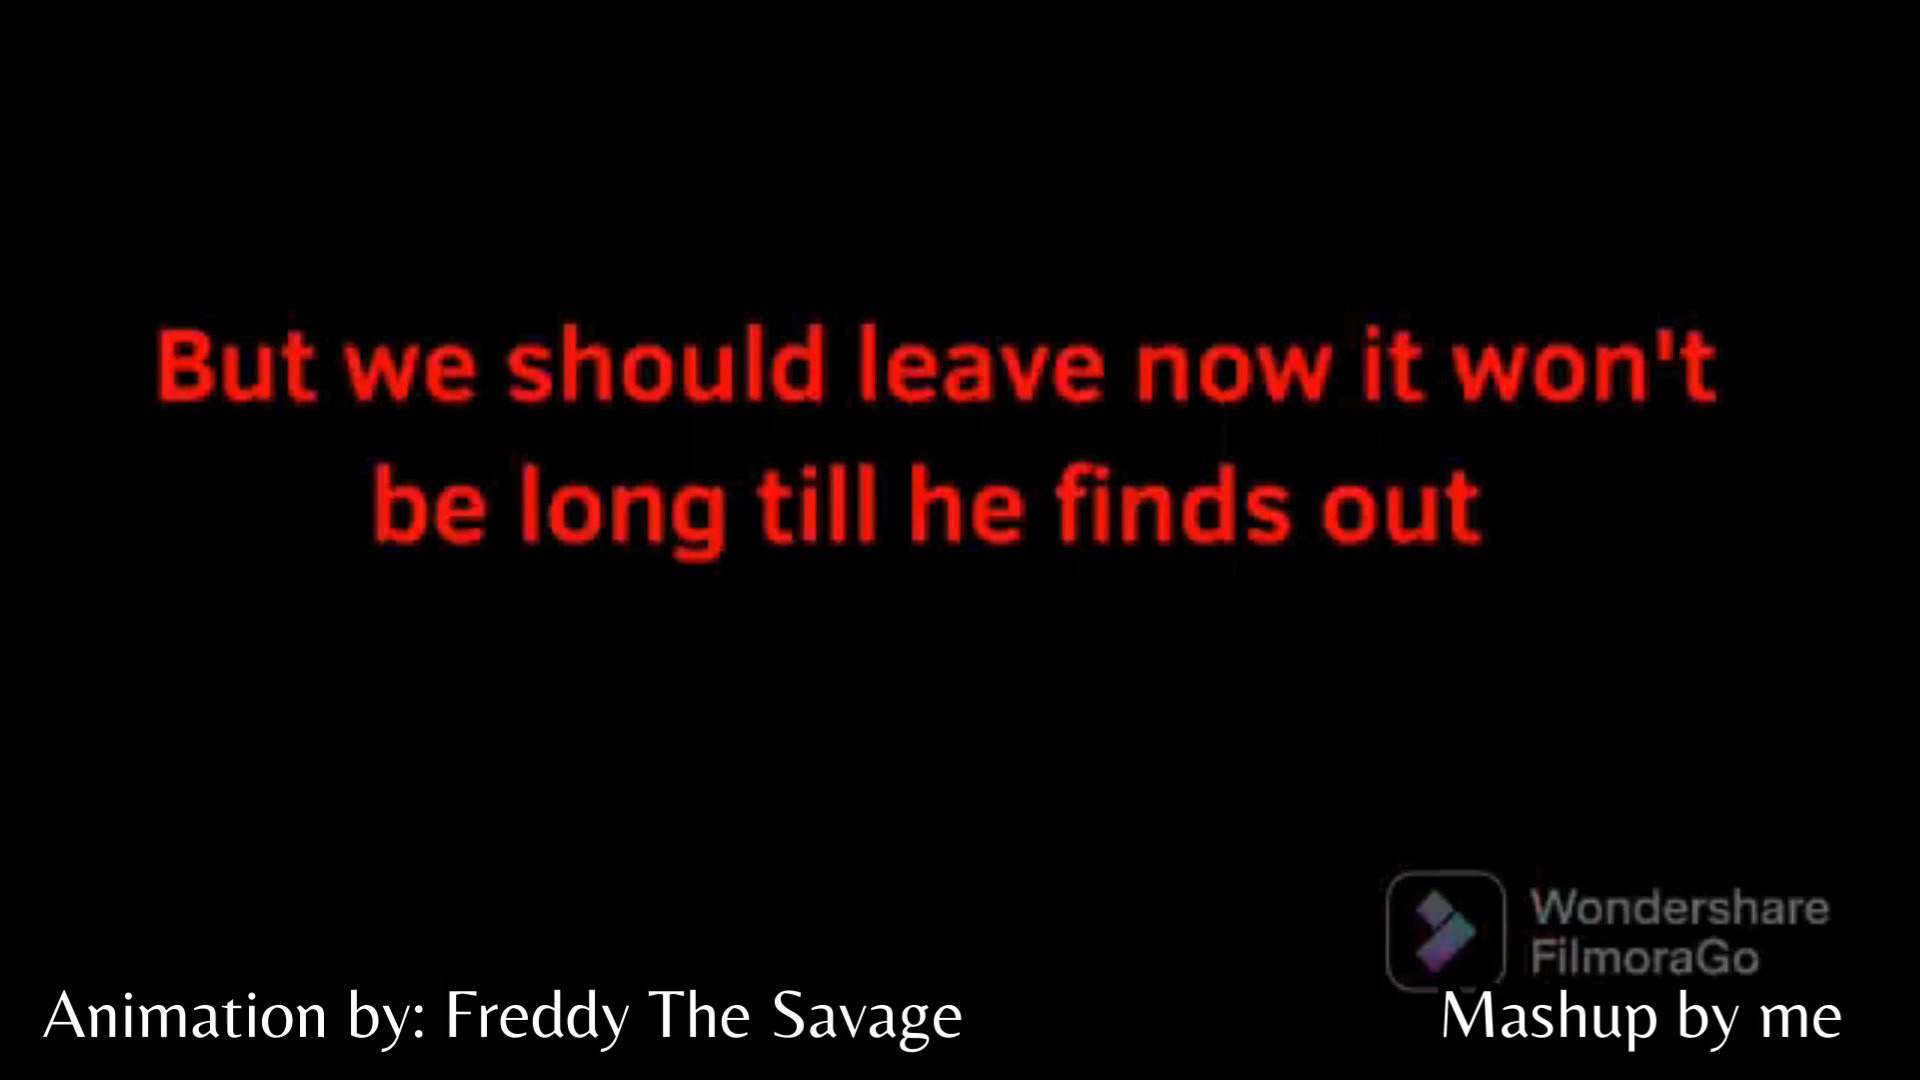 But we should leave now it won't
be long till he finds out
Wondershare
FilmoraGo
Animation by: Freddy The Savage
Mashup by me